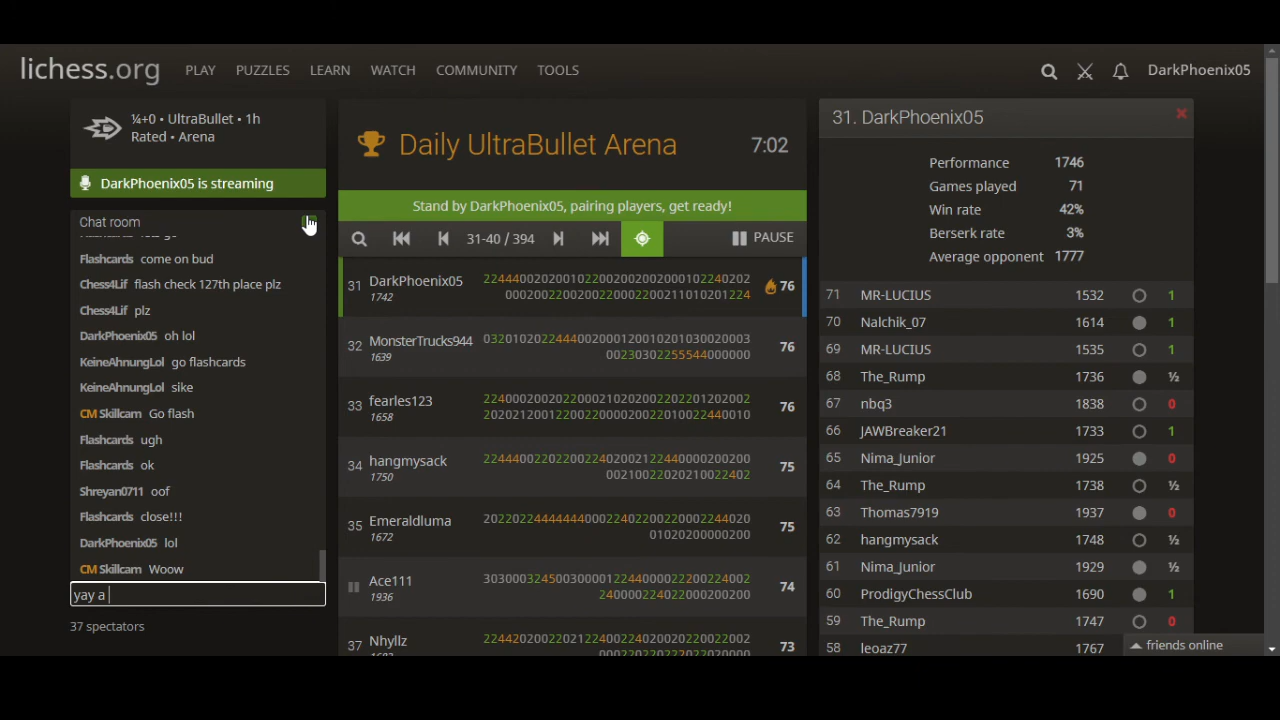 lichess.org PLAY PUZZLES LEARN WATCH COMMUNITY TOOLS DarkPhoenix05
¼+0 • UltraBullet • 1h
Rated • Arena
DarkPhoenix05 is streaming
Chat room
Flashcards come on bud
Chess4Lif flash check 127th place plz
Chess4Lif plz
DarkPhoenix05 oh lol
KeineAhnungLol go flashcards
KeineAhnungLol sike
CM Skillcam Go flash
Flashcards ugh
Flashcards ok
Shreyan0711 oof
Flashcards close!!!
DarkPhoenix05 lol
CM Skillcam Woow
yay a
37 spectators
Daily UltraBullet Arena 7:02
Stand by DarkPhoenix05, pairing players, get ready!
31-40 / 394 PAUSE
31 DarkPhoenix05 76
1742
32 MonsterTrucks944 76
1639
33 fearles123 76
1658
34 hangmysack 75
1750
35 Emeraldluma 75
1672
Ace111 74
1936
37 Nhyllz 73
31. DarkPhoenix05
Performance 1746
Games played 71
Win rate 42%
Berserk rate 3%
Average opponent 1777
71 MR-LUCIUS 1532 1
70 Nalchik_07 1614 1
69 MR-LUCIUS 1535 1
68 The_Rump 1736 ½
67 nbq3 1838 0
66 JAWBreaker21 1733 1
65 Nima_Junior 1925 0
64 The_Rump 1738 ½
63 Thomas7919 1937 0
62 hangmysack 1748 ½
61 Nima_Junior 1929 ½
60 ProdigyChessClub 1690 1
59 The_Rump 1747 0
58 leoaz77 1767
friends online